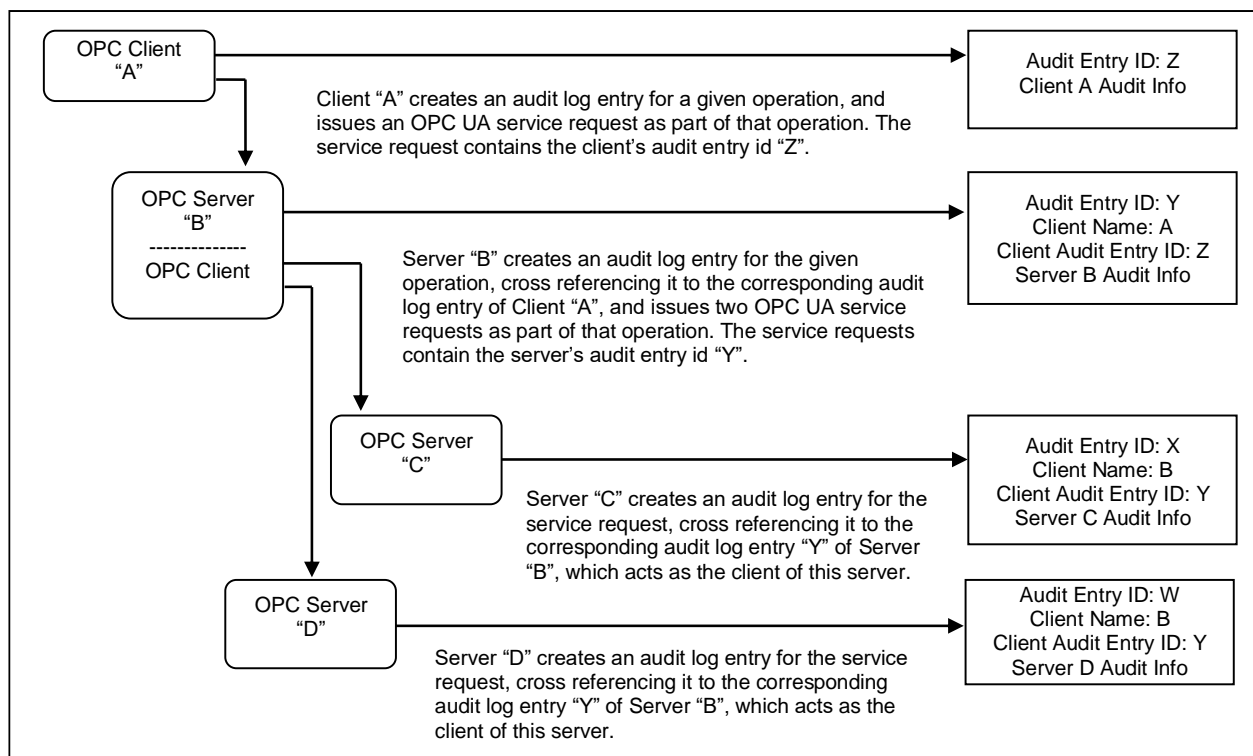 OPC Client
“A”
Audit Entry ID: Z
Client A Audit Info
Client “A” creates an audit log entry for a given operation, and
issues an OPC UA service request as part of that operation. The
service request contains the client’s audit entry id “Z”.
OPC Server
“B”
---------------
OPC Client
Audit Entry ID: Y
Client Name: A
Client Audit Entry ID: Z
Server B Audit Info
Server “B” creates an audit log entry for the given
operation, cross referencing it to the corresponding audit
log entry of Client “A”, and issues two OPC UA service
requests as part of that operation. The service requests
contain the server’s audit entry id “Y”.
OPC Server
“C”
Audit Entry ID: X
Client Name: B
Client Audit Entry ID: Y
Server C Audit Info
Server “C” creates an audit log entry for the
service request, cross referencing it to the
corresponding audit log entry “Y” of Server
“B”, which acts as the client of this server.
OPC Server
“D”
Audit Entry ID: W
Client Name: B
Client Audit Entry ID: Y
Server D Audit Info
Server “D” creates an audit log entry for the service
request, cross referencing it to the corresponding
audit log entry “Y” of Server “B”, which acts as the
client of this server.